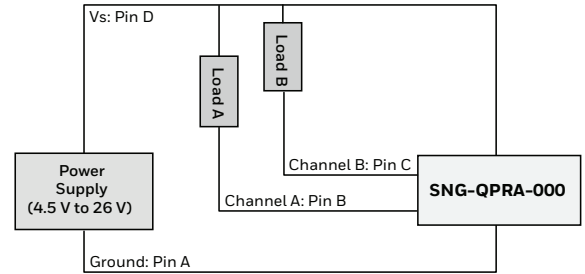 Vs: Pin D
Load A
Load B
Power
Supply
(4.5 V to 26 V)
Channel B: Pin C
Channel A: Pin B
SNG-QPRA-000
Ground: Pin A